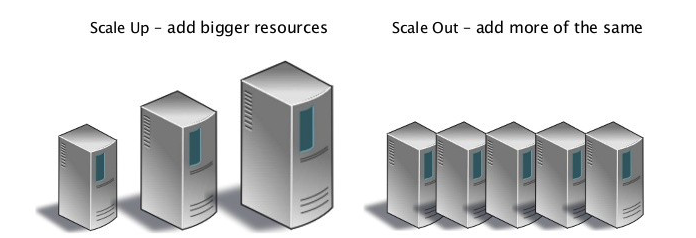 Scale Up – add bigger resources
Scale Out – add more of the same